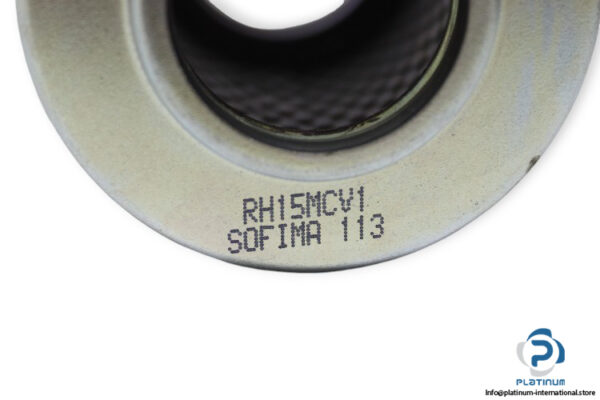 RH15MCV1
SOFIMA 113
PLATINUM
Info@platinum-international.store